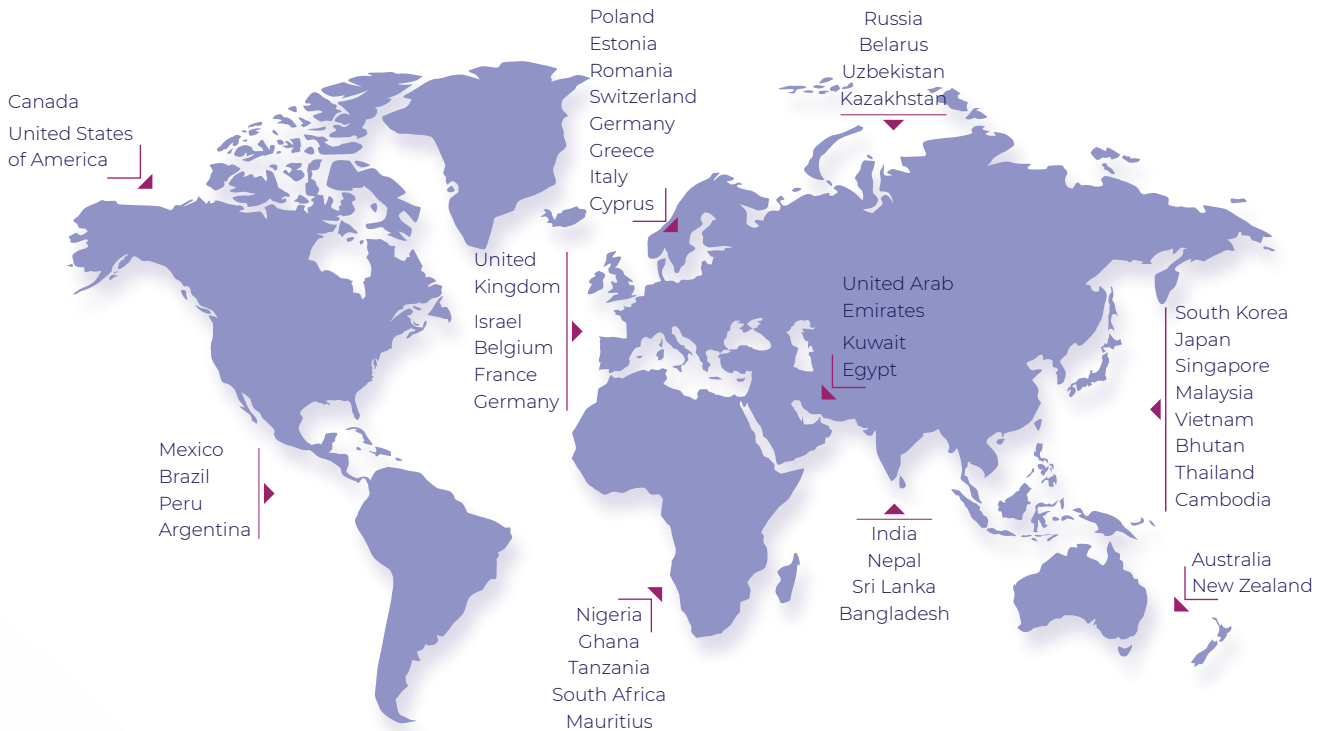 Canada
United States
of America
Poland
Estonia
Romania
Switzerland
Germany
Greece
Italy
Cyprus
Russia
Belarus
Uzbekistan
Kazakhstan
United
Kingdom
Israel
Belgium
France
Germany
United Arab
Emirates
Kuwait
Egypt
South Korea
Japan
Singapore
Malaysia
Vietnam
Bhutan
Thailand
Cambodia
Mexico
Brazil
Peru
Argentina
Nigeria
Ghana
Tanzania
South Africa
Mauritius
India
Nepal
Sri Lanka
Bangladesh
Australia
New Zealand